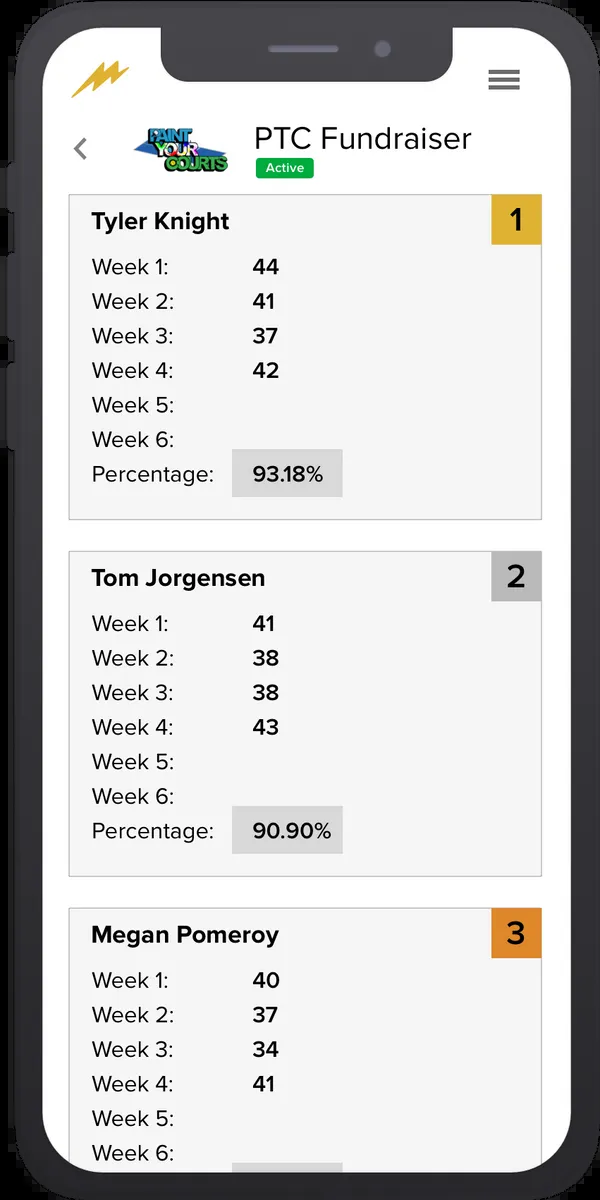 PAINT
YOUR
COURTS
PTC Fundraiser
Active
Tyler Knight 1
Week 1: 44
Week 2: 41
Week 3: 37
Week 4: 42
Week 5:
Week 6:
Percentage: 93.18%
Tom Jorgensen 2
Week 1: 41
Week 2: 38
Week 3: 38
Week 4: 43
Week 5:
Week 6:
Percentage: 90.90%
Megan Pomeroy 3
Week 1: 40
Week 2: 37
Week 3: 34
Week 4: 41
Week 5:
Week 6: